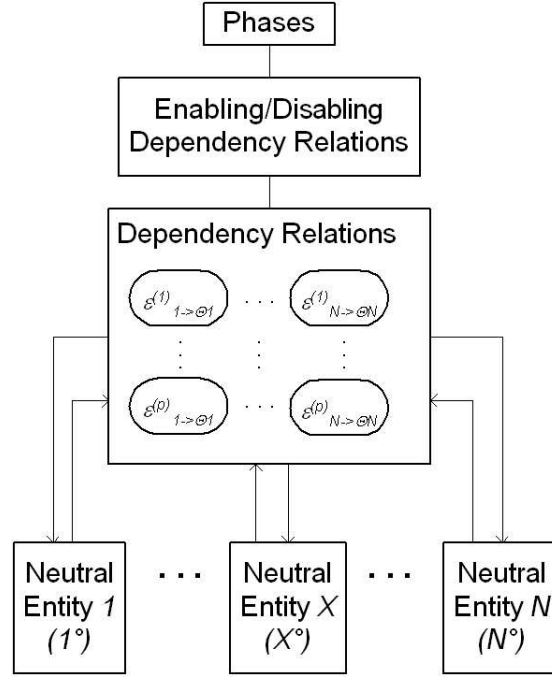 Phases
Enabling/Disabling
Dependency Relations
Dependency Relations
ε(1) 1->Θ1 . . . ε(1) N->ΘN
ε(p) 1->Θ1 . . . ε(p) N->ΘN
Neutral
Entity 1
(1°)
. . .
Neutral
Entity X
(X°)
. . .
Neutral
Entity N
(N°)